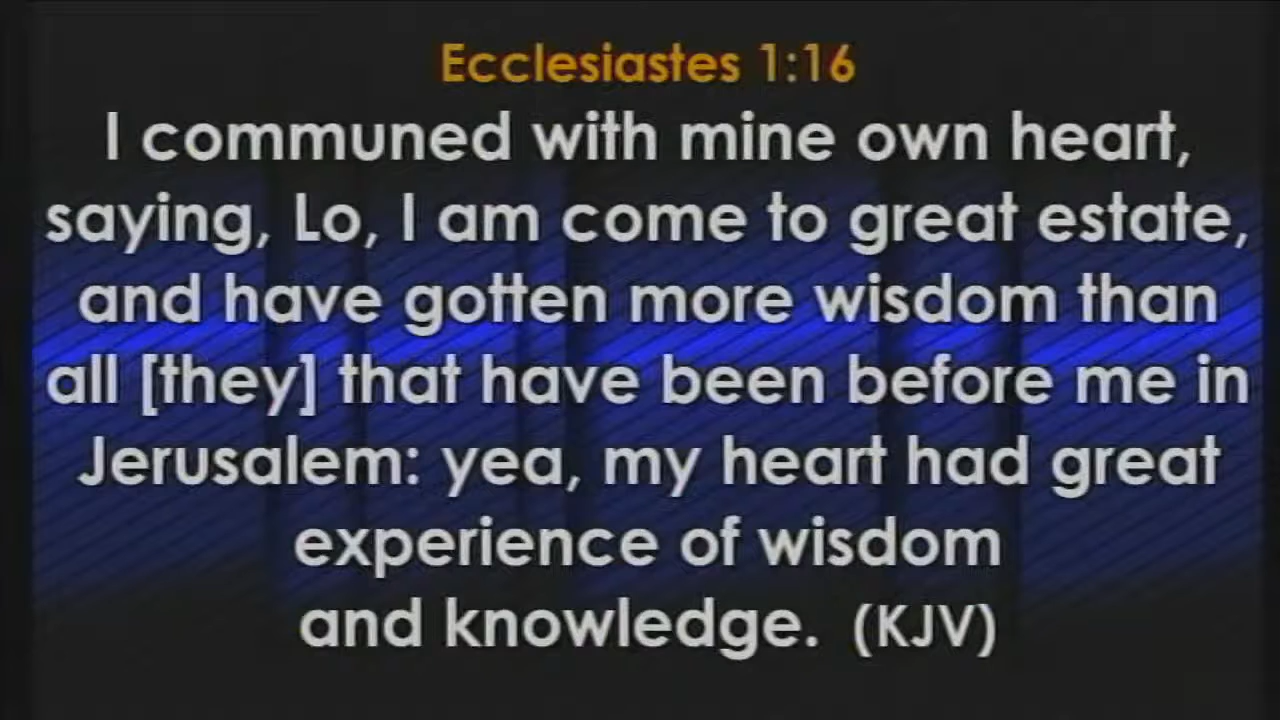 Ecclesiastes 1:16
I communed with mine own heart,
saying, Lo, I am come to great estate,
and have gotten more wisdom than
all [they] that have been before me in
Jerusalem: yea, my heart had great
experience of wisdom
and knowledge. (KJV)